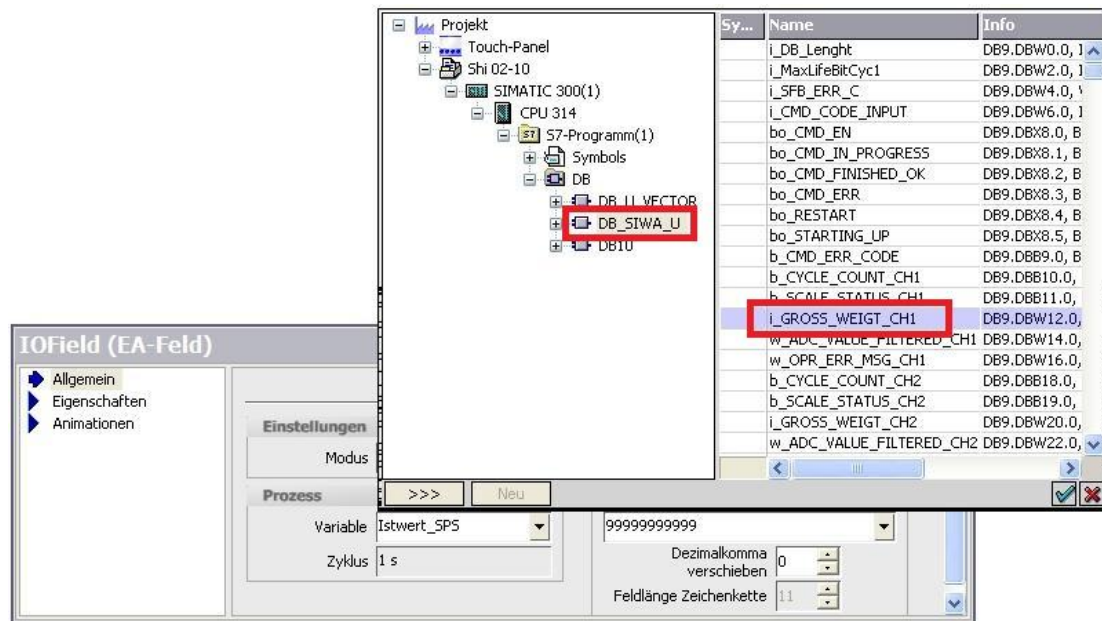 Projekt
Touch-Panel
Shi 02-10
SIMATIC 300(1)
CPU 314
S7-Programm(1)
Symbols
DB
DB_U_VECTOR
DB_SIWA_U
DB10
Sy... Name Info
i_DB_Lenght DB9.DBW0.0,
i_MaxLifeBitCyc1 DB9.DBW2.0,
i_SFB_ERR_C DB9.DBW4.0,
i_CMD_CODE_INPUT DB9.DBW6.0,
bo_CMD_EN DB9.DBX8.0, B
bo_CMD_IN_PROGRESS DB9.DBX8.1, B
bo_CMD_FINISHED_OK DB9.DBX8.2, B
bo_CMD_ERR DB9.DBX8.3, B
bo_RESTART DB9.DBX8.4, B
bo_STARTING_UP DB9.DBX8.5, B
b_CMD_ERR_CODE DB9.DBB9.0, B
b_CYCLE_COUNT_CH1 DB9.DBB10.0,
b_SCALE_STATUS_CH1 DB9.DBB11.0,
i_GROSS_WEIGT_CH1 DB9.DBW12.0,
w_ADC_VALUE_FILTERED_CH1 DB9.DBW14.0,
w_OPR_ERR_MSG_CH1 DB9.DBW16.0,
b_CYCLE_COUNT_CH2 DB9.DBB18.0,
b_SCALE_STATUS_CH2 DB9.DBB19.0,
i_GROSS_WEIGT_CH2 DB9.DBW20.0,
w_ADC_VALUE_FILTERED_CH2 DB9.DBW22.0,
>>> Neu
IOField (EA-Feld)
Allgemein
Eigenschaften
Animationen
Einstellungen
Modus
Prozess
Variable Istwert_SPS
Zyklus 1 s
99999999999
Dezimalkomma verschieben 0
Feldlänge Zeichenkette 11